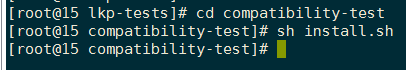 [root@15 lkp-tests]# cd compatibility-test
[root@15 compatibility-test]# sh install.sh
[root@15 compatibility-test]#